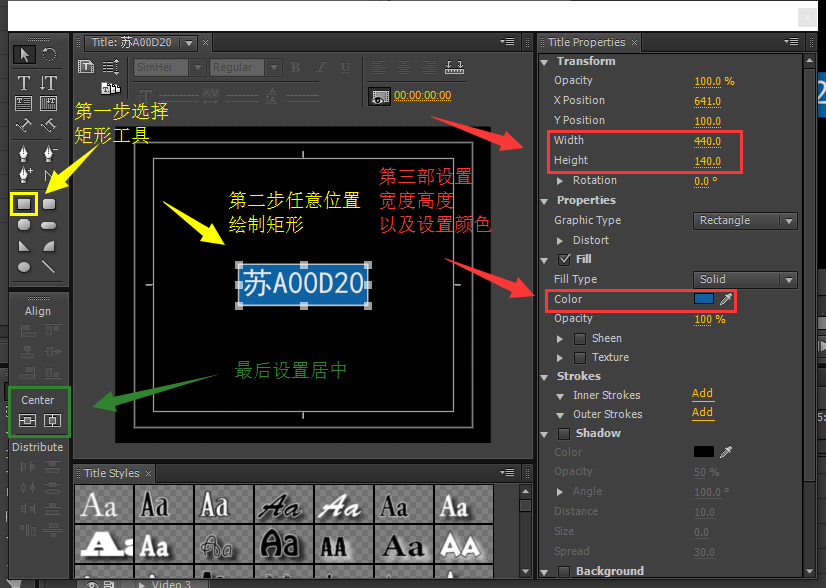 Title: 苏A00D20
SimHei
Regular
00:00:00:00
第一步选择
矩形工具
第二步任意位置
绘制矩形
第三部设置
宽度高度
以及设置颜色
苏A00D20
最后设置居中
Align
Center
Distribute
Title Styles
Aa Aa Aa Aa Aa Aa Aa
Aa Aa Aa Aa AA Aa AA
Title Properties
Transform
Opacity 100.0 %
X Position 641.0
Y Position 100.0
Width 440.0
Height 140.0
Rotation 0.0 °
Properties
Graphic Type Rectangle
Distort
Fill
Fill Type Solid
Color
Opacity 100 %
Sheen
Texture
Strokes
Inner Strokes Add
Outer Strokes Add
Shadow
Color
Opacity 50 %
Angle 100.0 °
Distance 10.0
Size 0.0
Spread 30.0
Background
Video 3